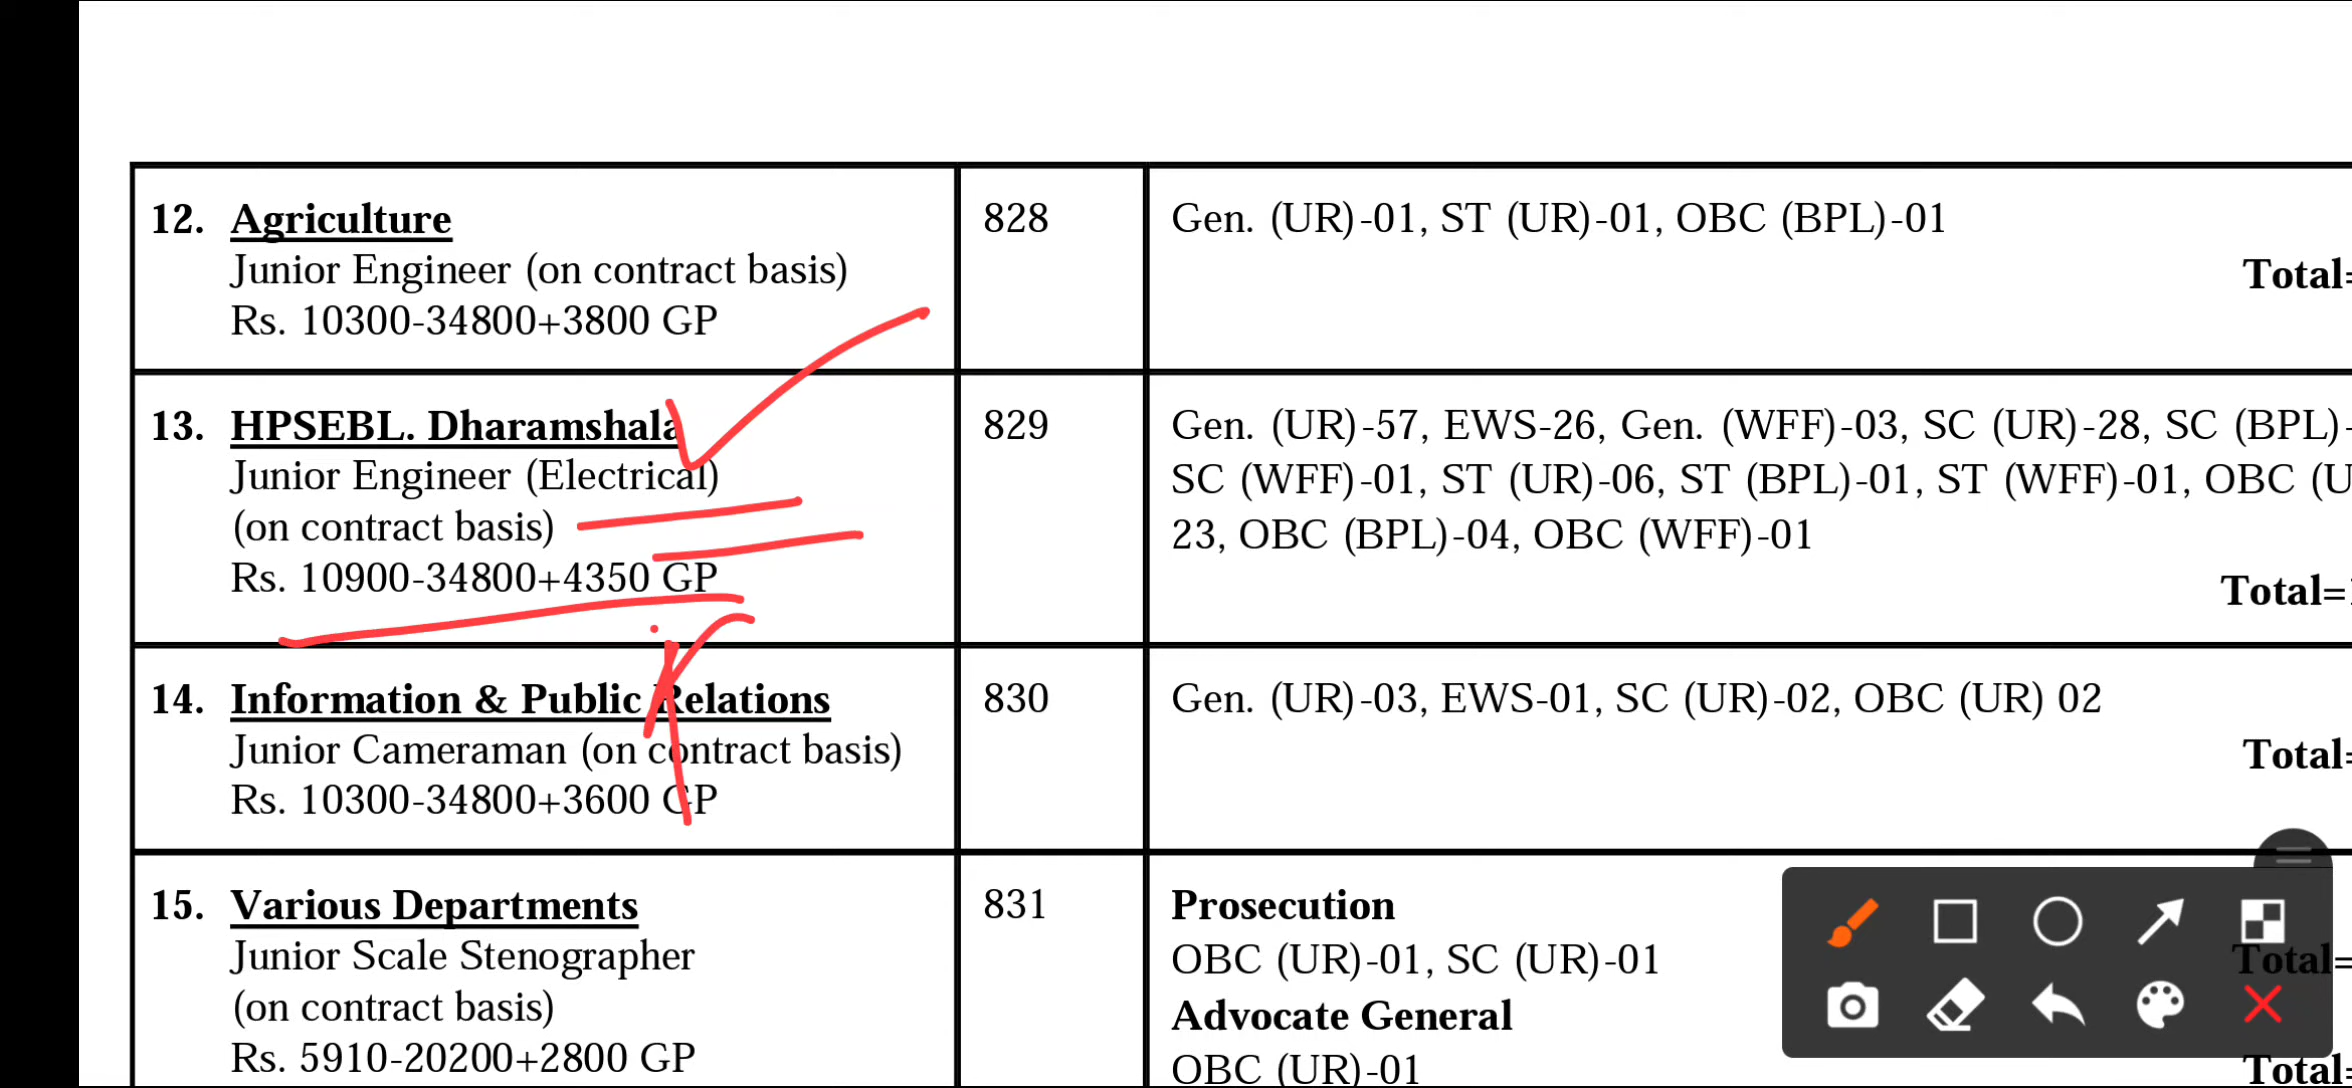 12. Agriculture
Junior Engineer (on contract basis)
Rs. 10300-34800+3800 GP
828
Gen. (UR)-01, ST (UR)-01, OBC (BPL)-01
Total=
13. HPSEBL. Dharamshala
Junior Engineer (Electrical)
(on contract basis)
Rs. 10900-34800+4350 GP
829
Gen. (UR)-57, EWS-26, Gen. (WFF)-03, SC (UR)-28, SC (BPL)-
SC (WFF)-01, ST (UR)-06, ST (BPL)-01, ST (WFF)-01, OBC (U
23, OBC (BPL)-04, OBC (WFF)-01
Total=
14. Information & Public Relations
Junior Cameraman (on contract basis)
Rs. 10300-34800+3600 GP
830
Gen. (UR)-03, EWS-01, SC (UR)-02, OBC (UR) 02
Total=
15. Various Departments
Junior Scale Stenographer
(on contract basis)
Rs. 5910-20200+2800 GP
831
Prosecution
OBC (UR)-01, SC (UR)-01
Total=
Advocate General
OBC (UR)-01
Total=